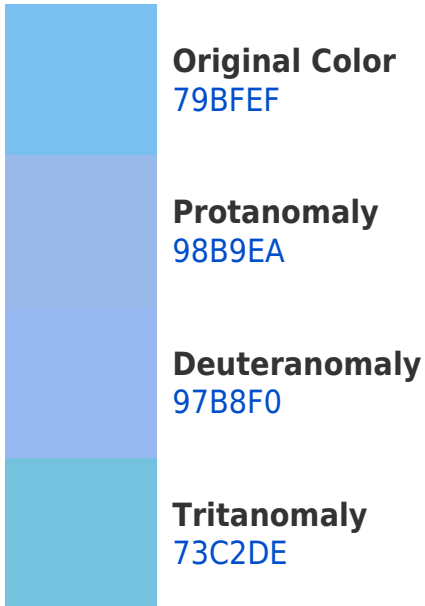 Original Color
79BFEF
Protanomaly
98B9EA
Deuteranomaly
97B8F0
Tritanomaly
73C2DE